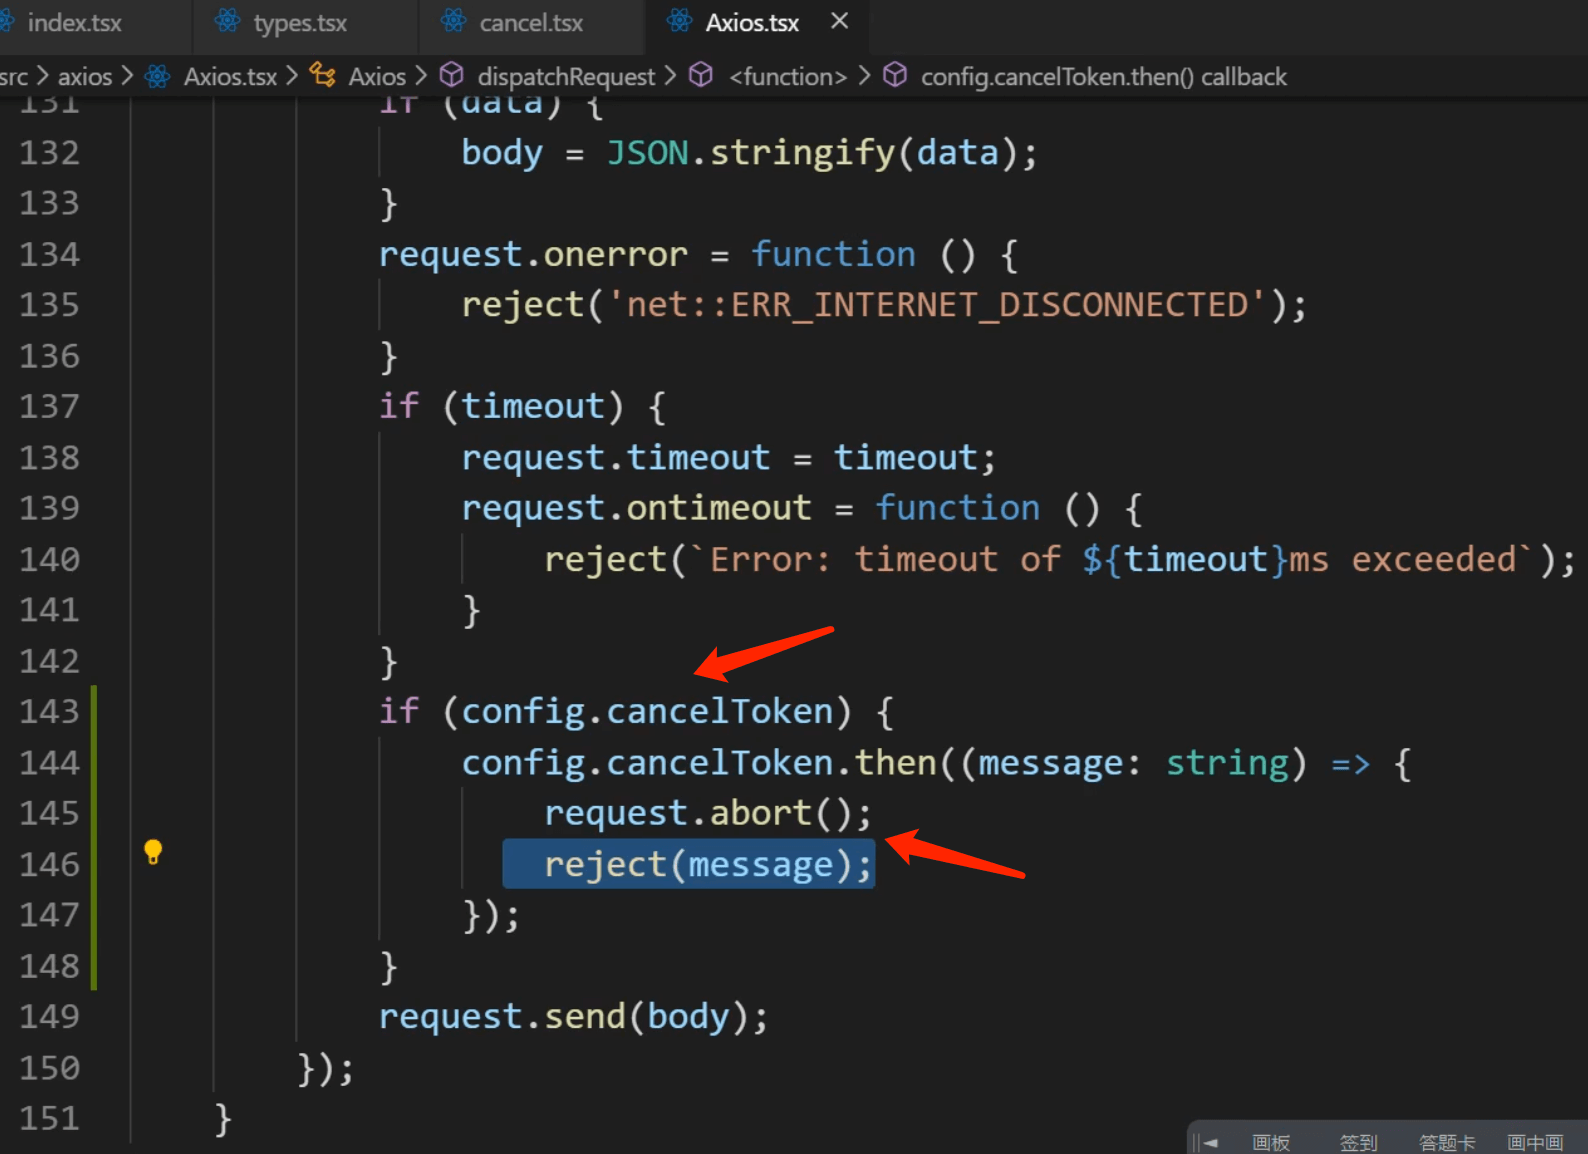 index.tsx types.tsx cancel.tsx Axios.tsx ×
src > axios > Axios.tsx > Axios > dispatchRequest > <function> > config.cancelToken.then() callback
131 if (data) {
132 body = JSON.stringify(data);
133 }
134 request.onerror = function () {
135 reject('net::ERR_INTERNET_DISCONNECTED');
136 }
137 if (timeout) {
138 request.timeout = timeout;
139 request.ontimeout = function () {
140 reject(`Error: timeout of ${timeout}ms exceeded`);
141 }
142 }
143 if (config.cancelToken) {
144 config.cancelToken.then((message: string) => {
145 request.abort();
146 reject(message);
147 });
148 }
149 request.send(body);
150 });
151 }
画板 签到 答题卡 画中画